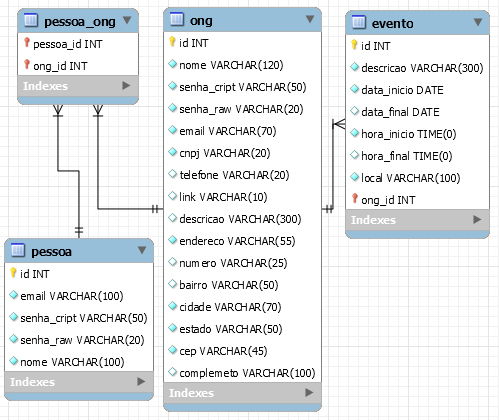 pessoa_ong
pessoa_id INT
ong_id INT
Indexes
ong
id INT
nome VARCHAR(120)
senha_cript VARCHAR(50)
senha_raw VARCHAR(20)
email VARCHAR(70)
cnpj VARCHAR(20)
telefone VARCHAR(20)
link VARCHAR(10)
descricao VARCHAR(300)
endereco VARCHAR(55)
numero VARCHAR(25)
bairro VARCHAR(50)
cidade VARCHAR(70)
estado VARCHAR(50)
cep VARCHAR(45)
complemeto VARCHAR(100)
Indexes
evento
id INT
descricao VARCHAR(300)
data_inicio DATE
data_final DATE
hora_inicio TIME(0)
hora_final TIME(0)
local VARCHAR(100)
ong_id INT
Indexes
pessoa
id INT
email VARCHAR(100)
senha_cript VARCHAR(50)
senha_raw VARCHAR(20)
nome VARCHAR(100)
Indexes